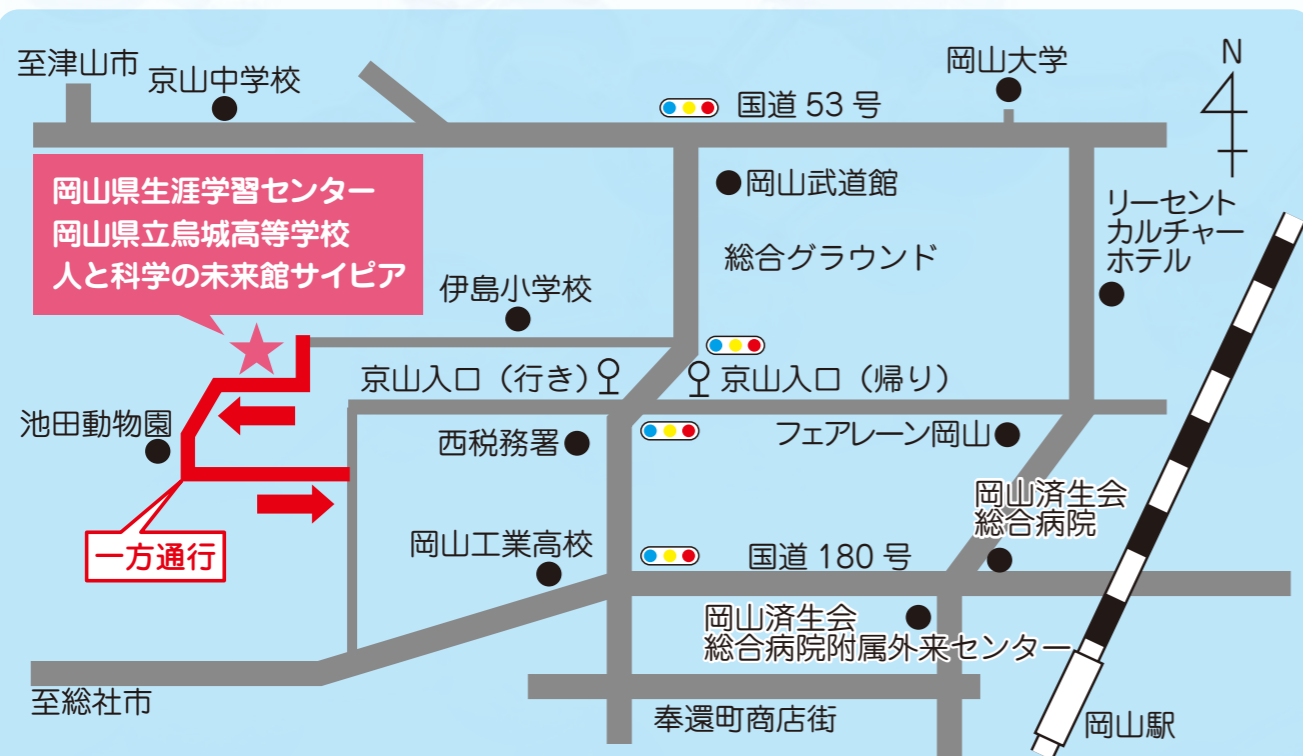 至津山市
京山中学校
岡山大学
N
国道 53 号
岡山県生涯学習センター
岡山県立烏城高等学校
人と科学の未来館サイピア
岡山武道館
リーセント
カルチャー
ホテル
総合グラウンド
伊島小学校
京山入口（行き）
京山入口（帰り）
池田動物園
西税務署
フェアレーン岡山
岡山済生会
総合病院
一方通行
岡山工業高校
国道 180 号
岡山済生会
総合病院附属外来センター
至総社市
奉還町商店街
岡山駅